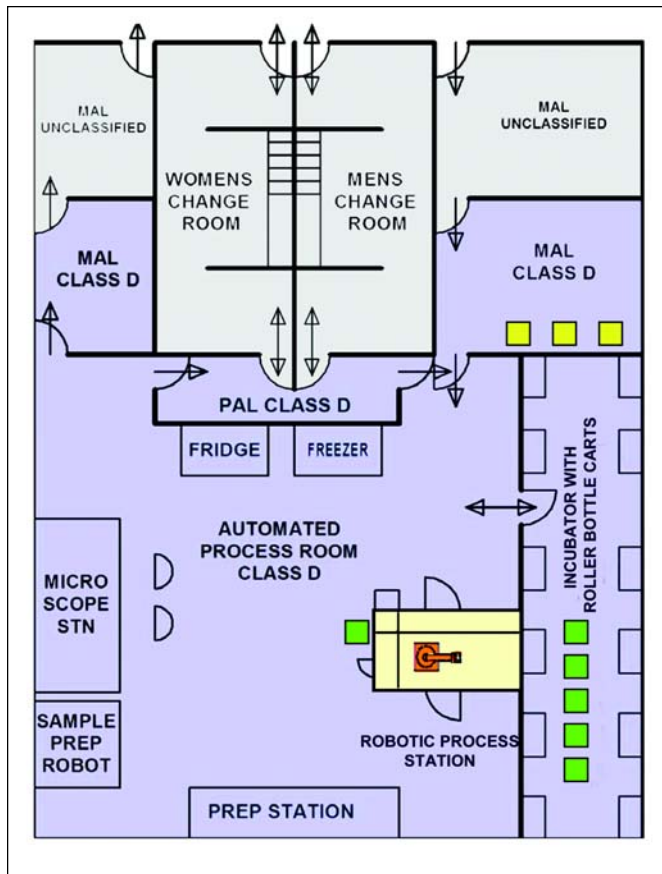 MAL
UNCLASSIFIED
MAL
UNCLASSIFIED
WOMENS
CHANGE
ROOM
MENS
CHANGE
ROOM
MAL
CLASS D
MAL
CLASS D
PAL CLASS D
FRIDGE
FREEZER
AUTOMATED
PROCESS ROOM
CLASS D
INCUBATOR WITH
ROLLER BOTTLE CARTS
MICRO
SCOPE
STN
SAMPLE
PREP
ROBOT
ROBOTIC PROCESS
STATION
PREP STATION